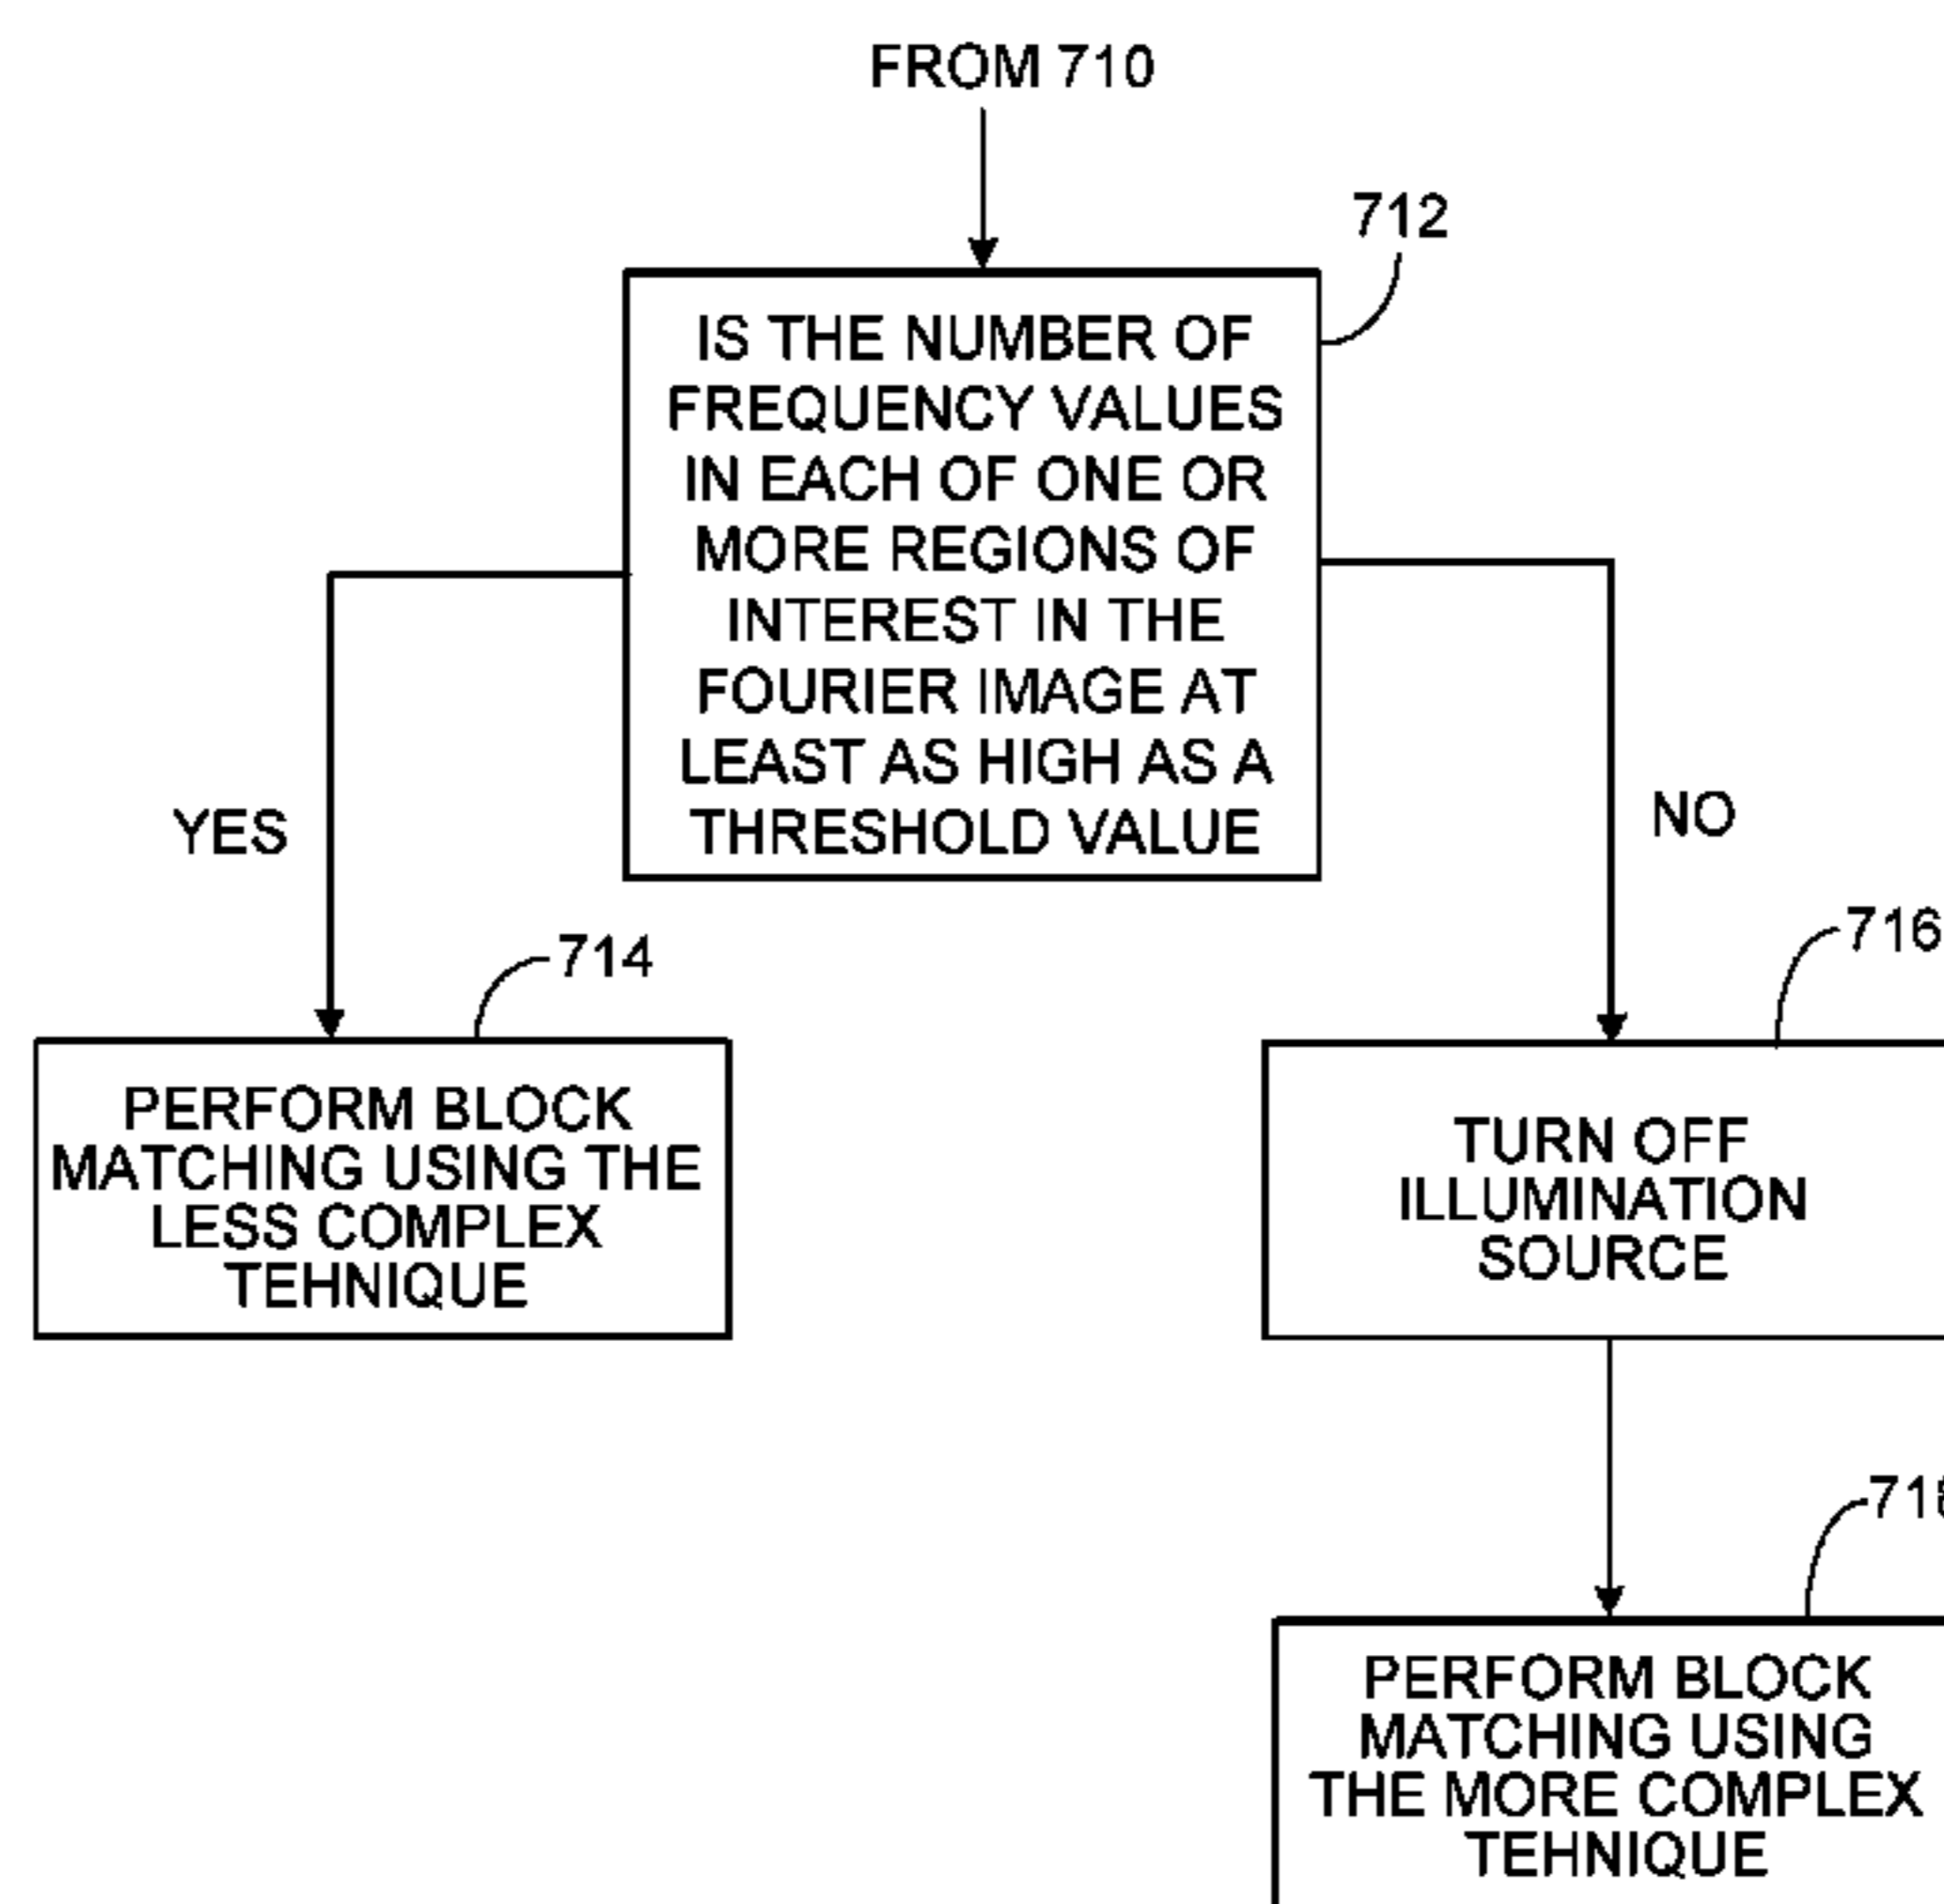 FROM 710
712
IS THE NUMBER OF
FREQUENCY VALUES
IN EACH OF ONE OR
MORE REGIONS OF
INTEREST IN THE
FOURIER IMAGE AT
LEAST AS HIGH AS A
THRESHOLD VALUE
YES
NO
714
716
PERFORM BLOCK
MATCHING USING THE
LESS COMPLEX
TEHNIQUE
TURN OFF
ILLUMINATION
SOURCE
PERFORM BLOCK
MATCHING USING
THE MORE COMPLEX
TEHNIQUE